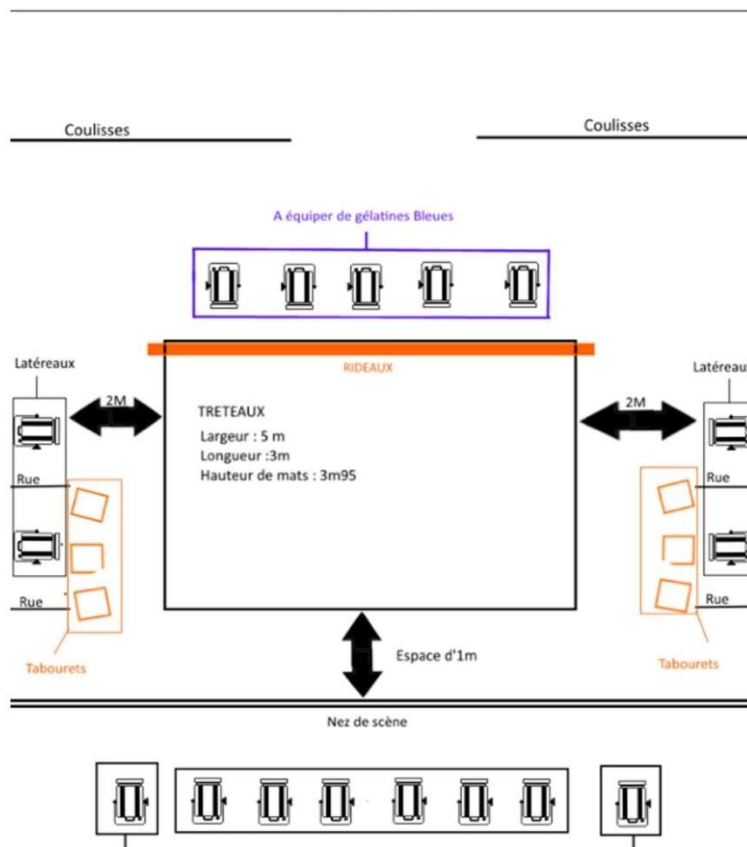 Coulisses
Coulisses
A équiper de gélatines Bleues
RIDEAUX
Latéreaux
Latéreaux
2M
2M
TRETEAUX
Largeur : 5 m
Longueur :3m
Hauteur de mats : 3m95
Rue
Rue
Rue
Rue
Espace d'1m
Tabourets
Tabourets
Nez de scène